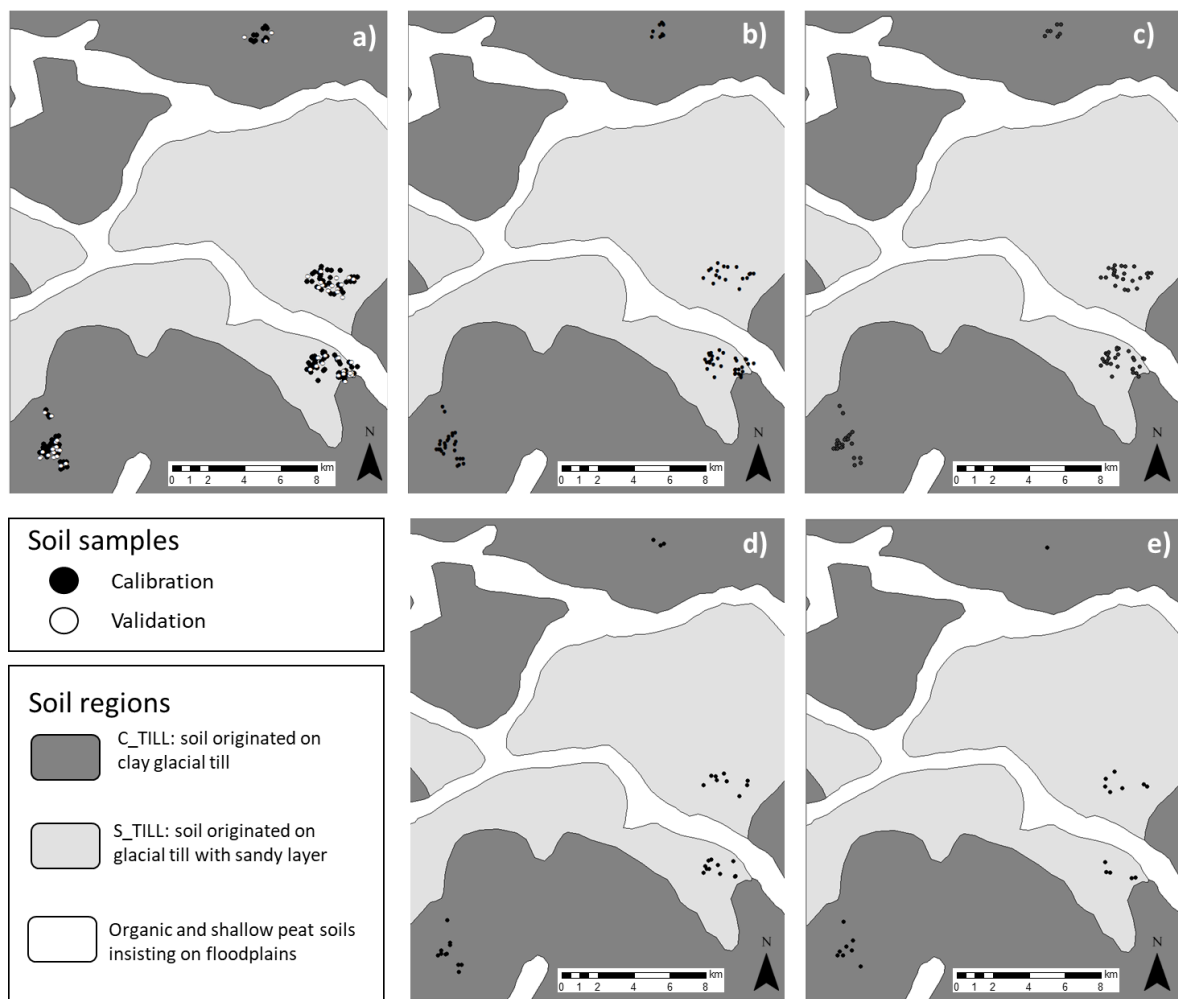 a)
b)
c)
N
N
N
km
0 1 2 4 6 8
km
0 1 2 4 6 8
km
0 1 2 4 6 8
Soil samples
Calibration
Validation
Soil regions
C_TILL: soil originated on
clay glacial till
S_TILL: soil originated on
glacial till with sandy layer
Organic and shallow peat soils
insisting on floodplains
d)
e)
N
N
km
0 1 2 4 6 8
km
0 1 2 4 6 8